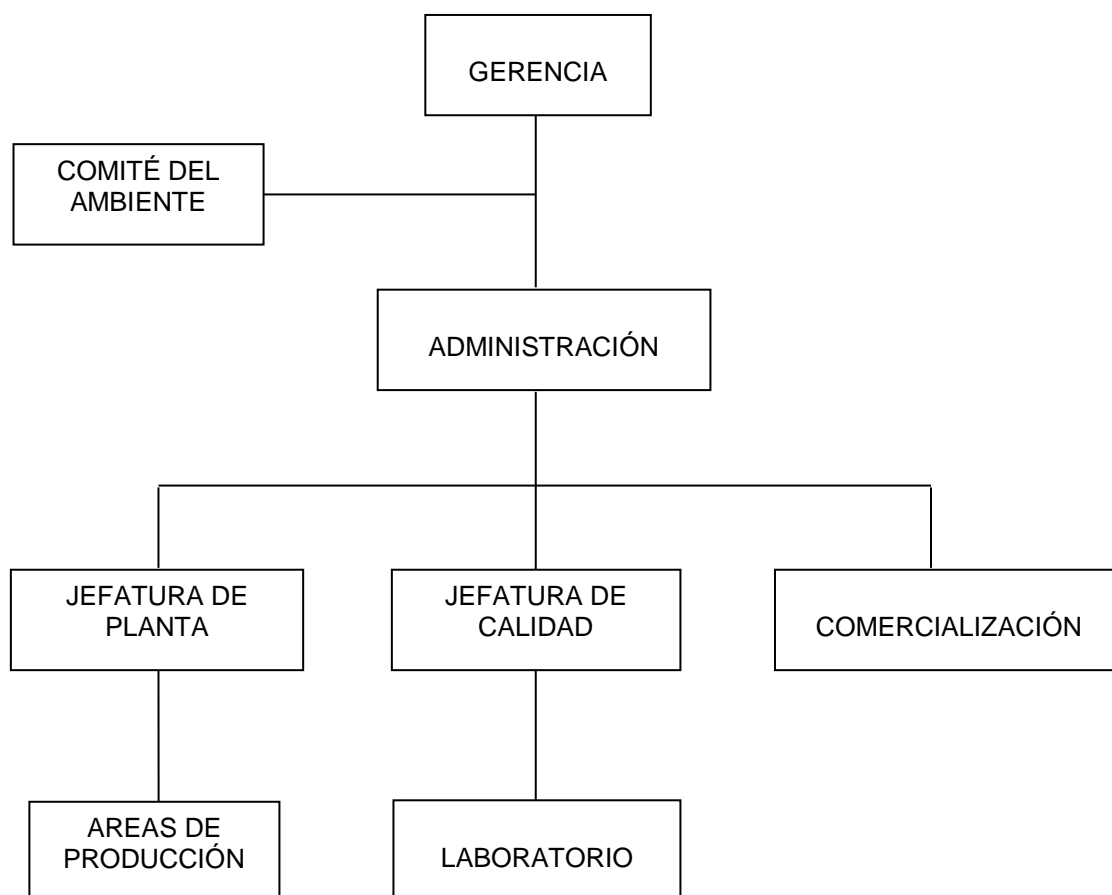 GERENCIA
COMITÉ DEL
AMBIENTE
ADMINISTRACIÓN
JEFATURA DE
PLANTA
JEFATURA DE
CALIDAD
COMERCIALIZACIÓN
AREAS DE
PRODUCCIÓN
LABORATORIO